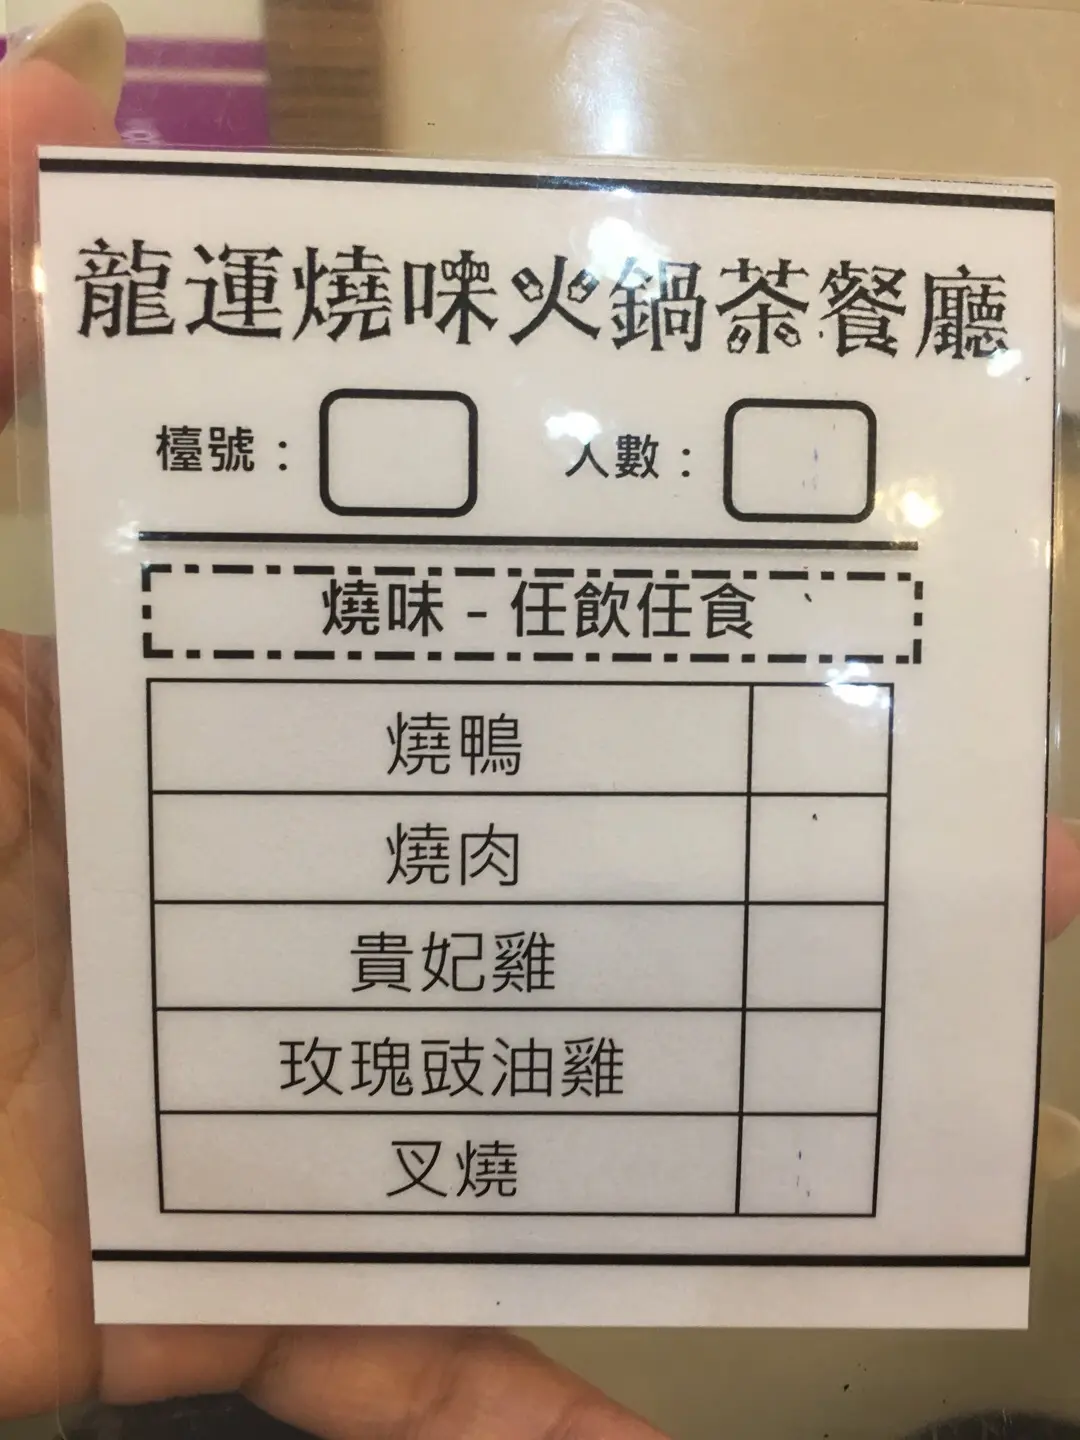 龍運燒味火鍋茶餐廳
檯號： 人數：
燒味 - 任飲任食
燒鴨
燒肉
貴妃雞
玫瑰豉油雞
叉燒